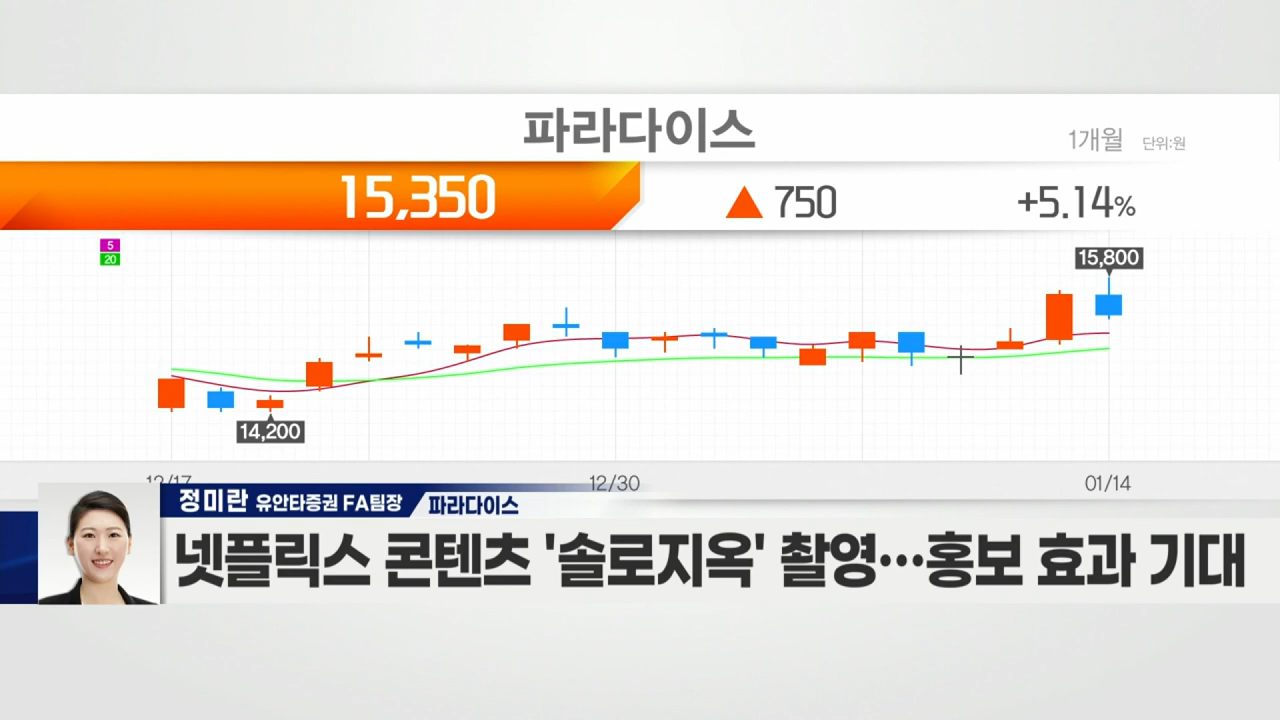 파라다이스
1개월 단위:원
15,350 ▲ 750 +5.14%
5
20
15,800
14,200
12/17 12/30 01/14
정미란 유안타증권 FA팀장 파라다이스
넷플릭스 콘텐츠 '솔로지옥' 촬영…홍보 효과 기대